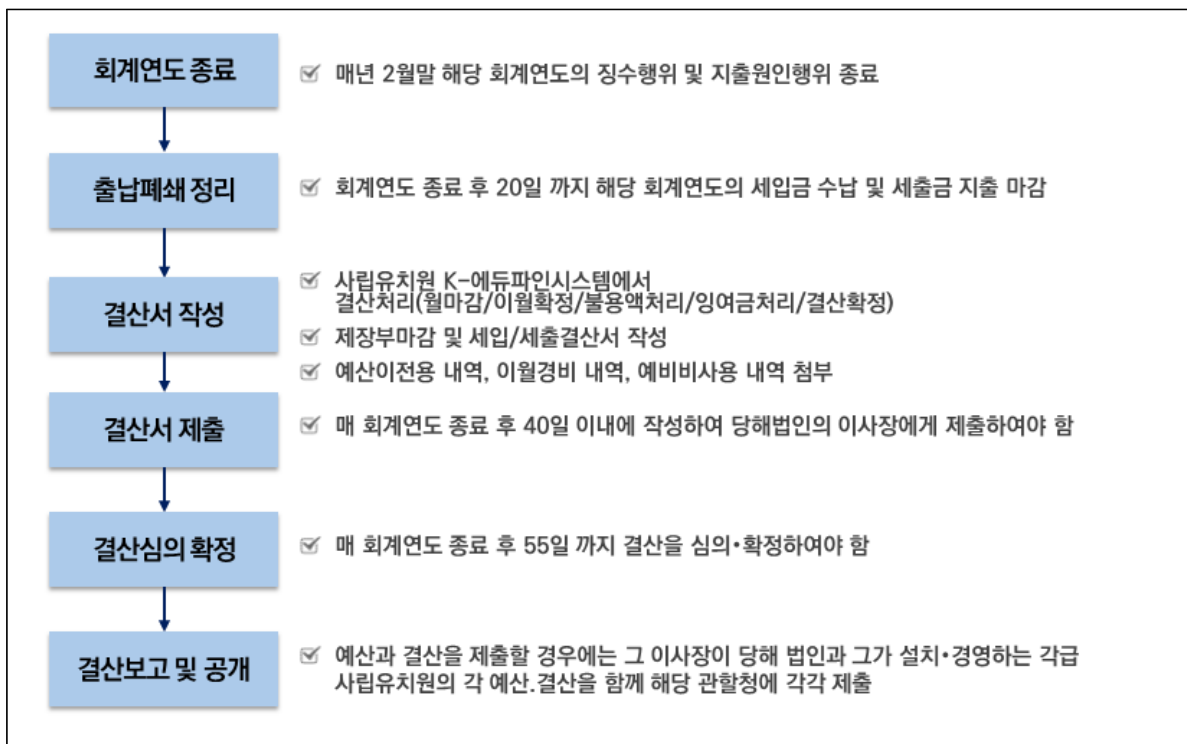 회계연도 종료
매년 2월말 해당 회계연도의 징수행위 및 지출원인행위 종료
출납폐쇄 정리
회계연도 종료 후 20일 까지 해당 회계연도의 세입금 수납 및 세출금 지출 마감
결산서 작성
사립유치원 K-에듀파인시스템에서
결산처리(월마감/이월확정/불용액처리/잉여금처리/결산확정)
제장부마감 및 세입/세출결산서 작성
예산이전용 내역, 이월경비 내역, 예비비사용 내역 첨부
결산서 제출
매 회계연도 종료 후 40일 이내에 작성하여 당해법인의 이사장에게 제출하여야 함
결산심의 확정
매 회계연도 종료 후 55일 까지 결산을 심의•확정하여야 함
결산보고 및 공개
예산과 결산을 제출할 경우에는 그 이사장이 당해 법인과 그가 설치•경영하는 각급
사립유치원의 각 예산.결산을 함께 해당 관할청에 각각 제출